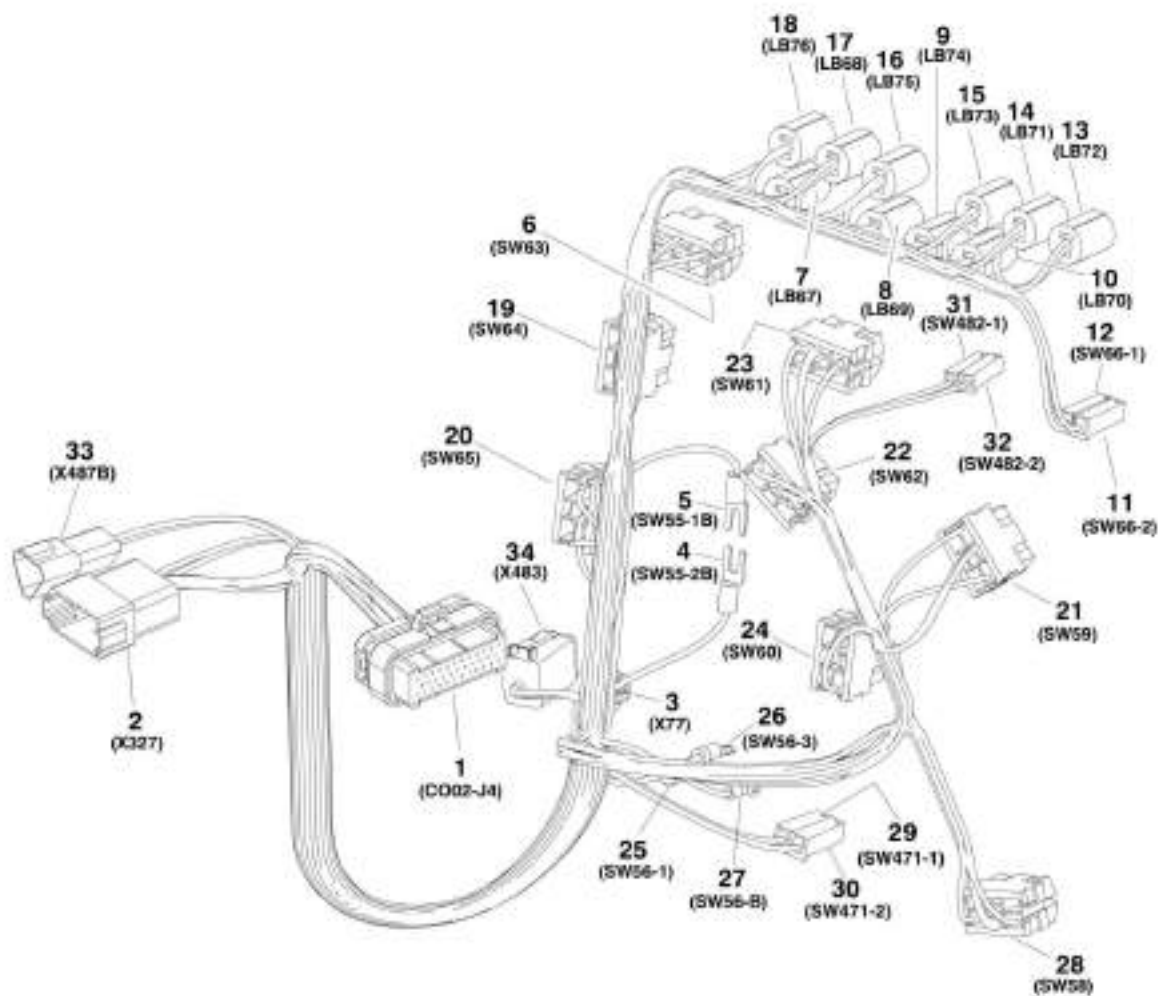 18
(LB76)
17
(LB68)
16
(LB75)
9
(LB74)
15
(LB73)
14
(LB71)
13
(LB72)
6
(SW63)
7
(LB67)
8
(LB69)
10
(LB70)
31
(SW482-1)
19
(SW64)
12
(SW66-1)
23
(SW61)
33
(X487B)
20
(SW65)
22
(SW62)
32
(SW482-2)
5
(SW55-1B)
11
(SW66-2)
34
(X483)
4
(SW55-2B)
21
(SW59)
24
(SW60)
2
(X327)
3
(X77)
26
(SW56-3)
1
(CO02-J4)
25
(SW56-1)
27
(SW56-B)
29
(SW471-1)
30
(SW471-2)
28
(SW58)